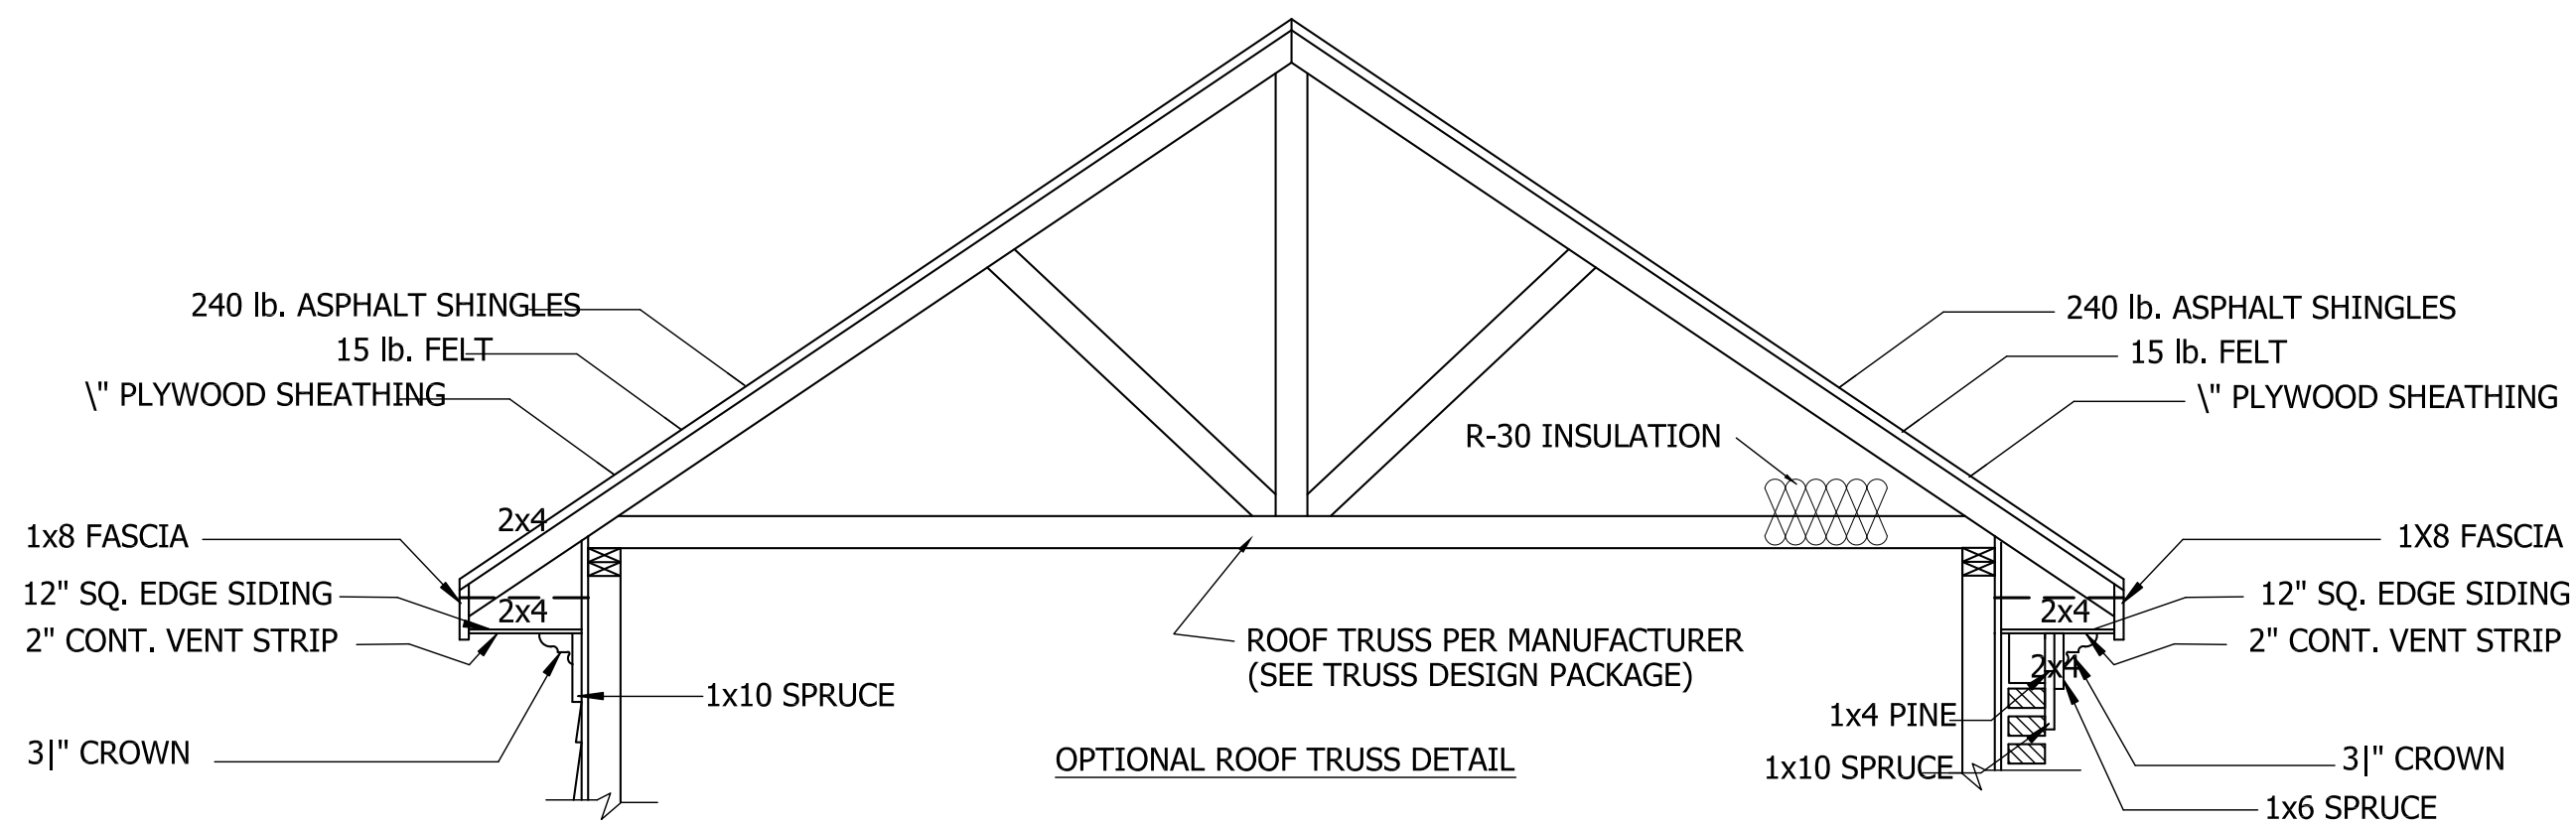 240 lb. ASPHALT SHINGLES
15 lb. FELT
\" PLYWOOD SHEATHING
2x4
1x8 FASCIA
12" SQ. EDGE SIDING
2x4
2" CONT. VENT STRIP
1x10 SPRUCE
3|" CROWN
R-30 INSULATION
ROOF TRUSS PER MANUFACTURER
(SEE TRUSS DESIGN PACKAGE)
OPTIONAL ROOF TRUSS DETAIL
240 lb. ASPHALT SHINGLES
15 lb. FELT
\" PLYWOOD SHEATHING
1X8 FASCIA
12" SQ. EDGE SIDING
2x4
2" CONT. VENT STRIP
2x4
1x4 PINE
1x10 SPRUCE
3|" CROWN
1x6 SPRUCE